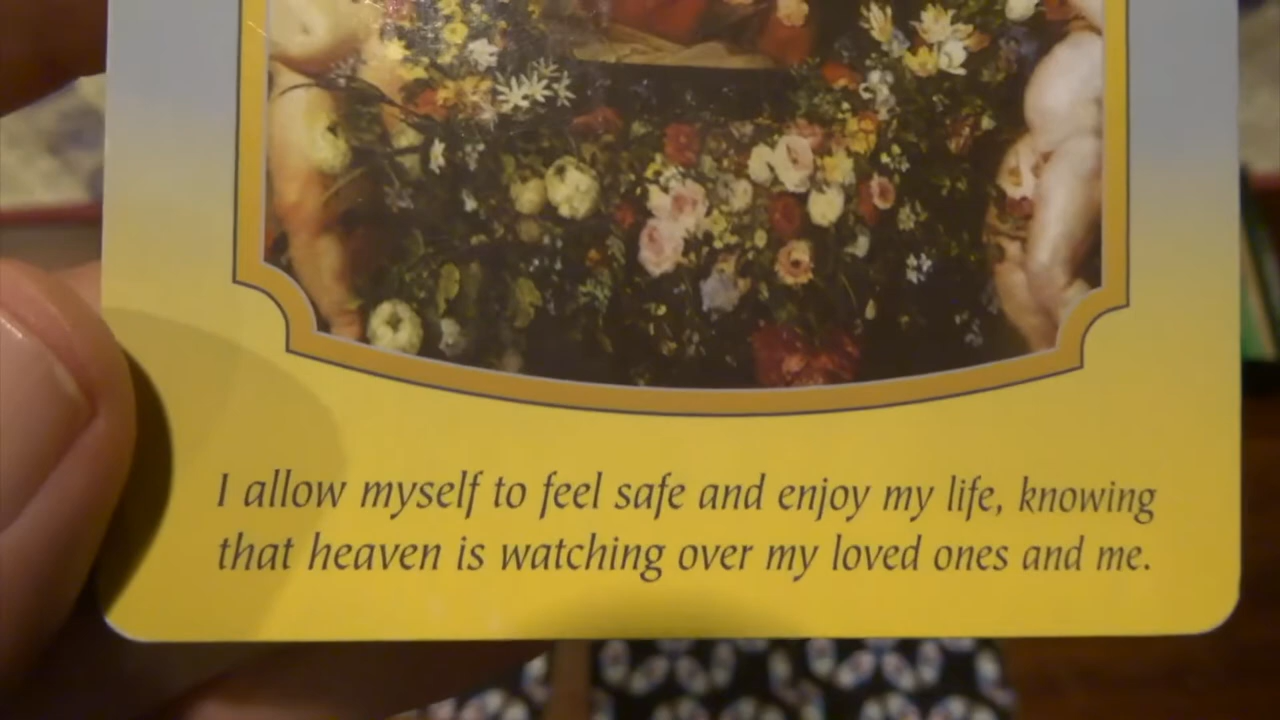 I allow myself to feel safe and enjoy my life, knowing
that heaven is watching over my loved ones and me.